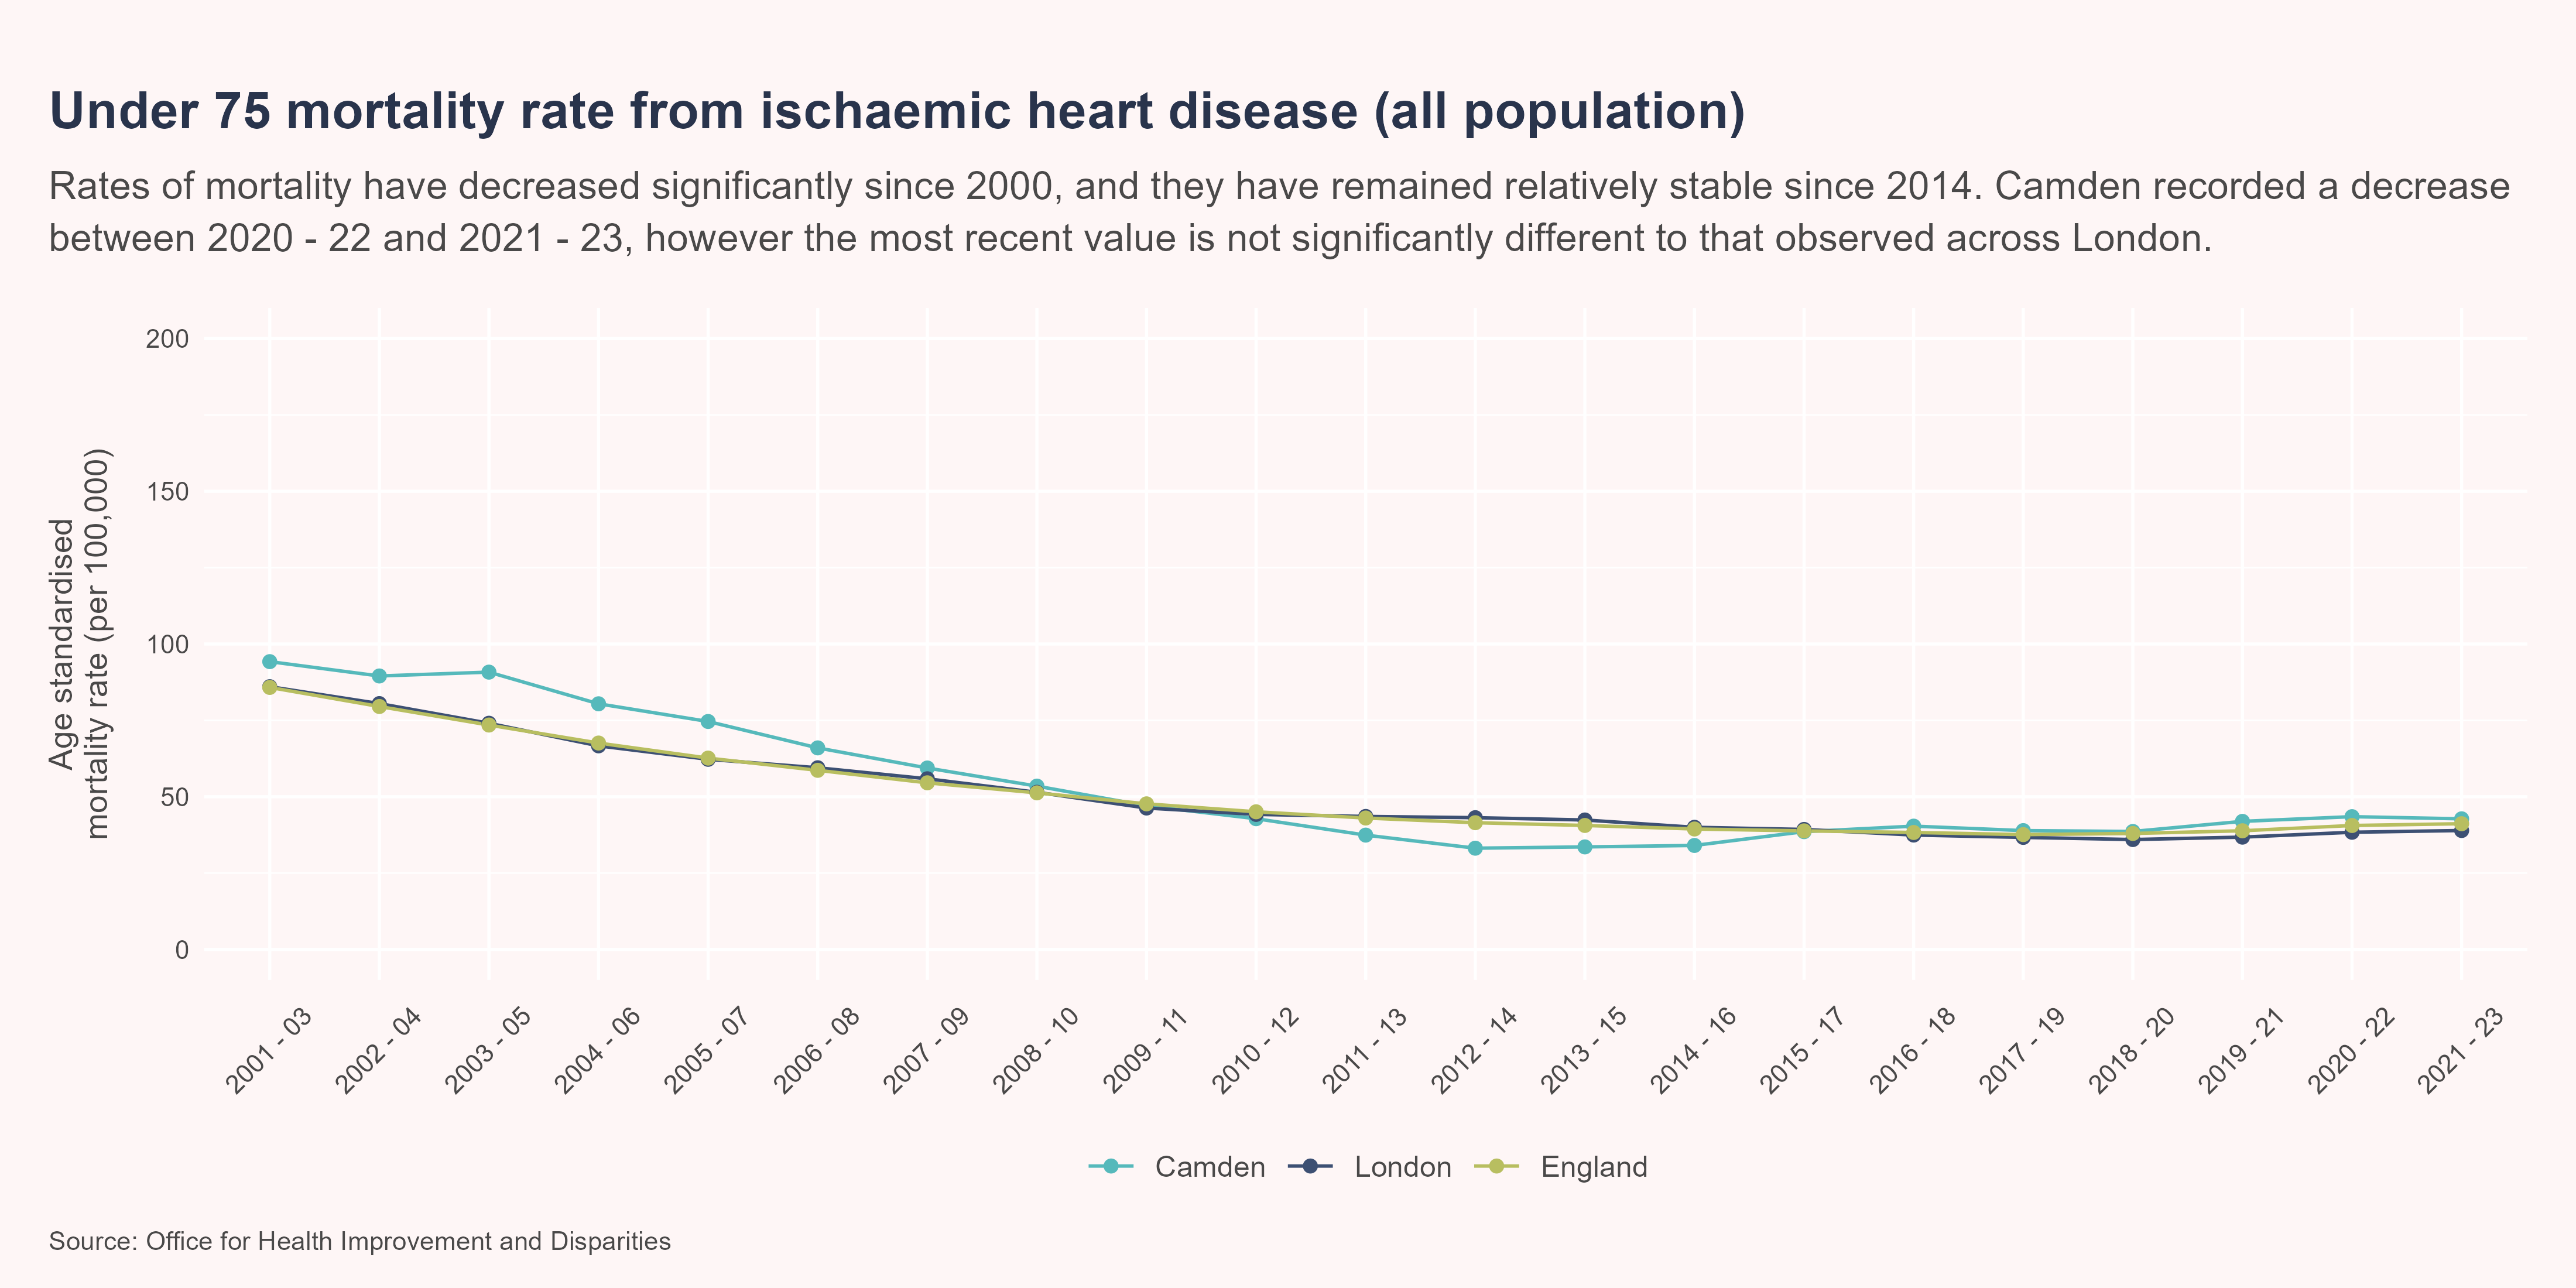 Under 75 mortality rate from ischaemic heart disease (all population)
Rates of mortality have decreased significantly since 2000, and they have remained relatively stable since 2014. Camden recorded a decrease
between 2020 - 22 and 2021 - 23, however the most recent value is not significantly different to that observed across London.
Age standardised
mortality rate (per 100,000)
200
150
100
50
0
2001 - 03
2002 - 04
2003 - 05
2004 - 06
2005 - 07
2006 - 08
2007 - 09
2008 - 10
2009 - 11
2010 - 12
2011 - 13
2012 - 14
2013 - 15
2014 - 16
2015 - 17
2016 - 18
2017 - 19
2018 - 20
2019 - 21
2020 - 22
2021 - 23
Camden London England
Source: Office for Health Improvement and Disparities